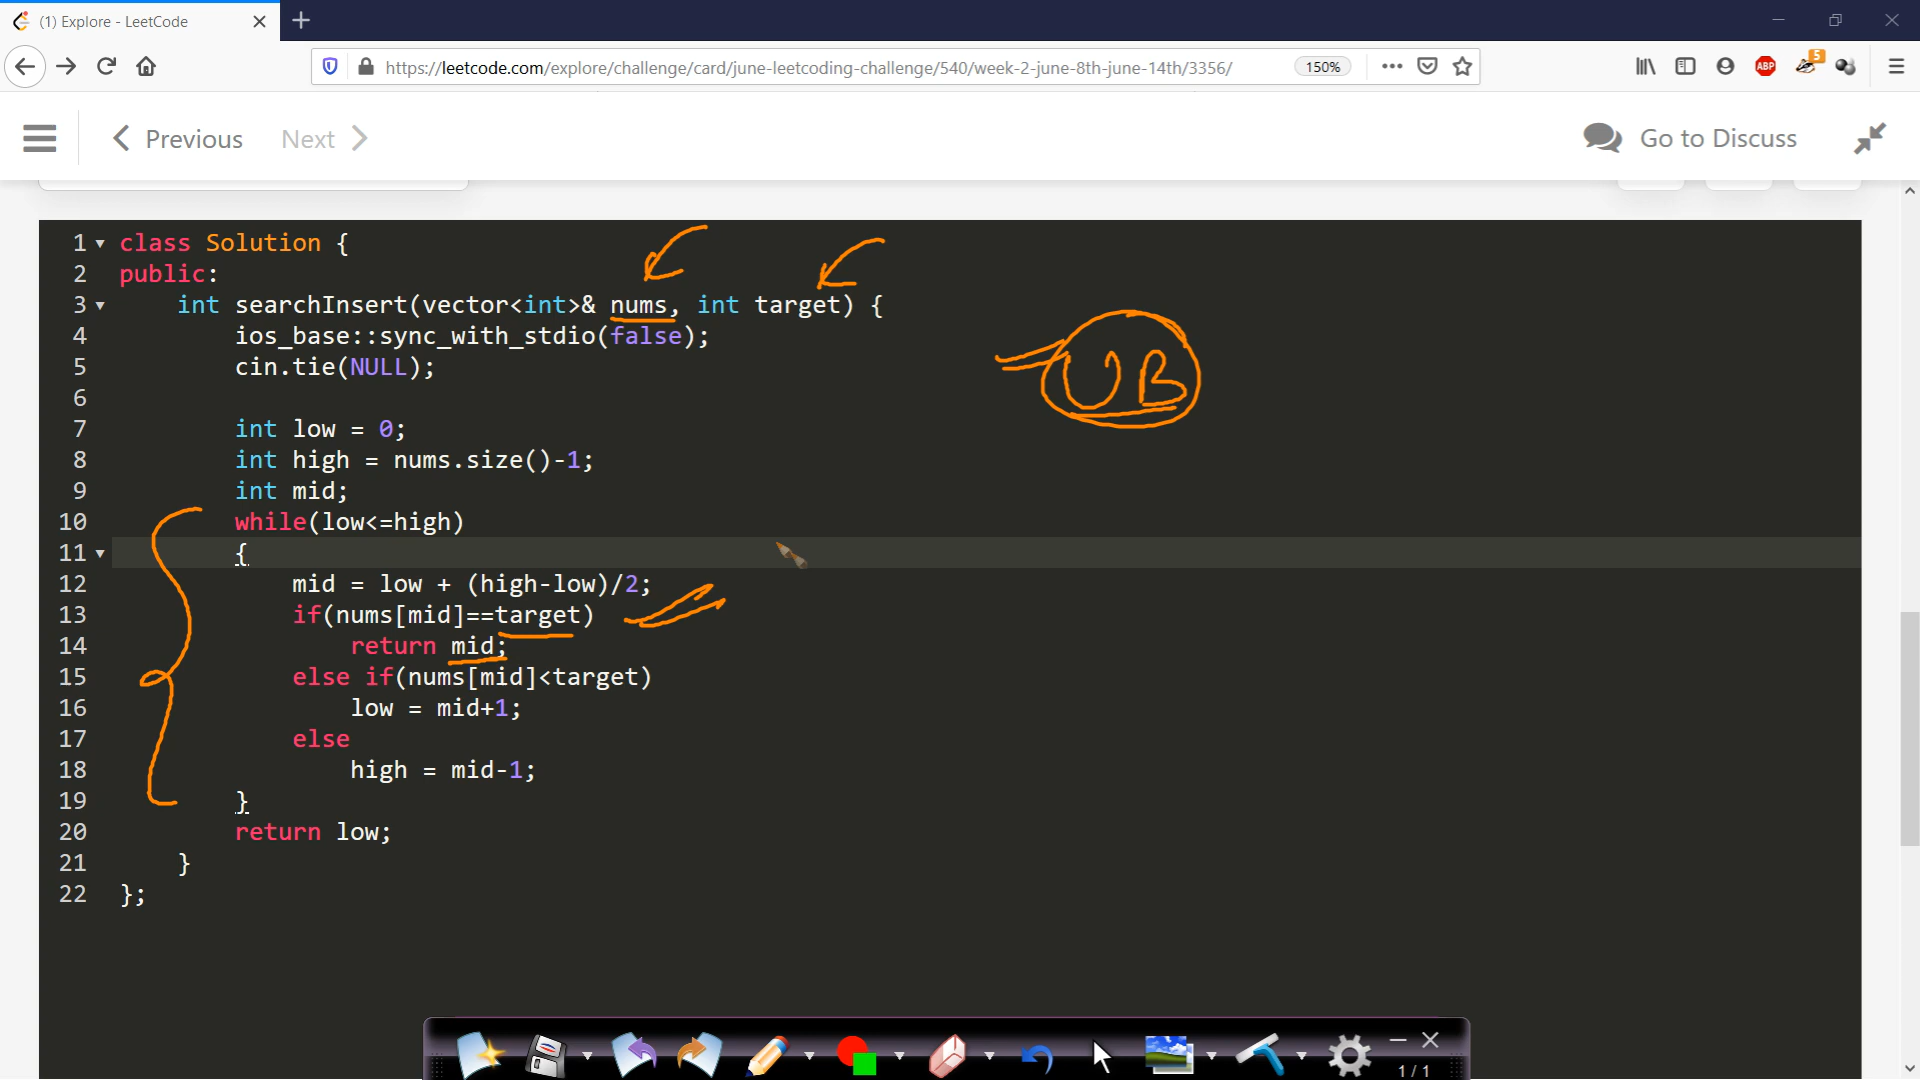 (1) Explore - LeetCode
https://leetcode.com/explore/challenge/card/june-leetcoding-challenge/540/week-2-june-8th-june-14th/3356/
150%
ABP
5
Previous
Next
Go to Discuss
1 class Solution {
2 public:
3     int searchInsert(vector<int>& nums, int target) {
4         ios_base::sync_with_stdio(false);
5         cin.tie(NULL);
6
7         int low = 0;
8         int high = nums.size()-1;
9         int mid;
10         while(low<=high)
11         {
12             mid = low + (high-low)/2;
13             if(nums[mid]==target)
14                 return mid;
15             else if(nums[mid]<target)
16                 low = mid+1;
17             else
18                 high = mid-1;
19         }
20         return low;
21     }
22 };
UB
1/1